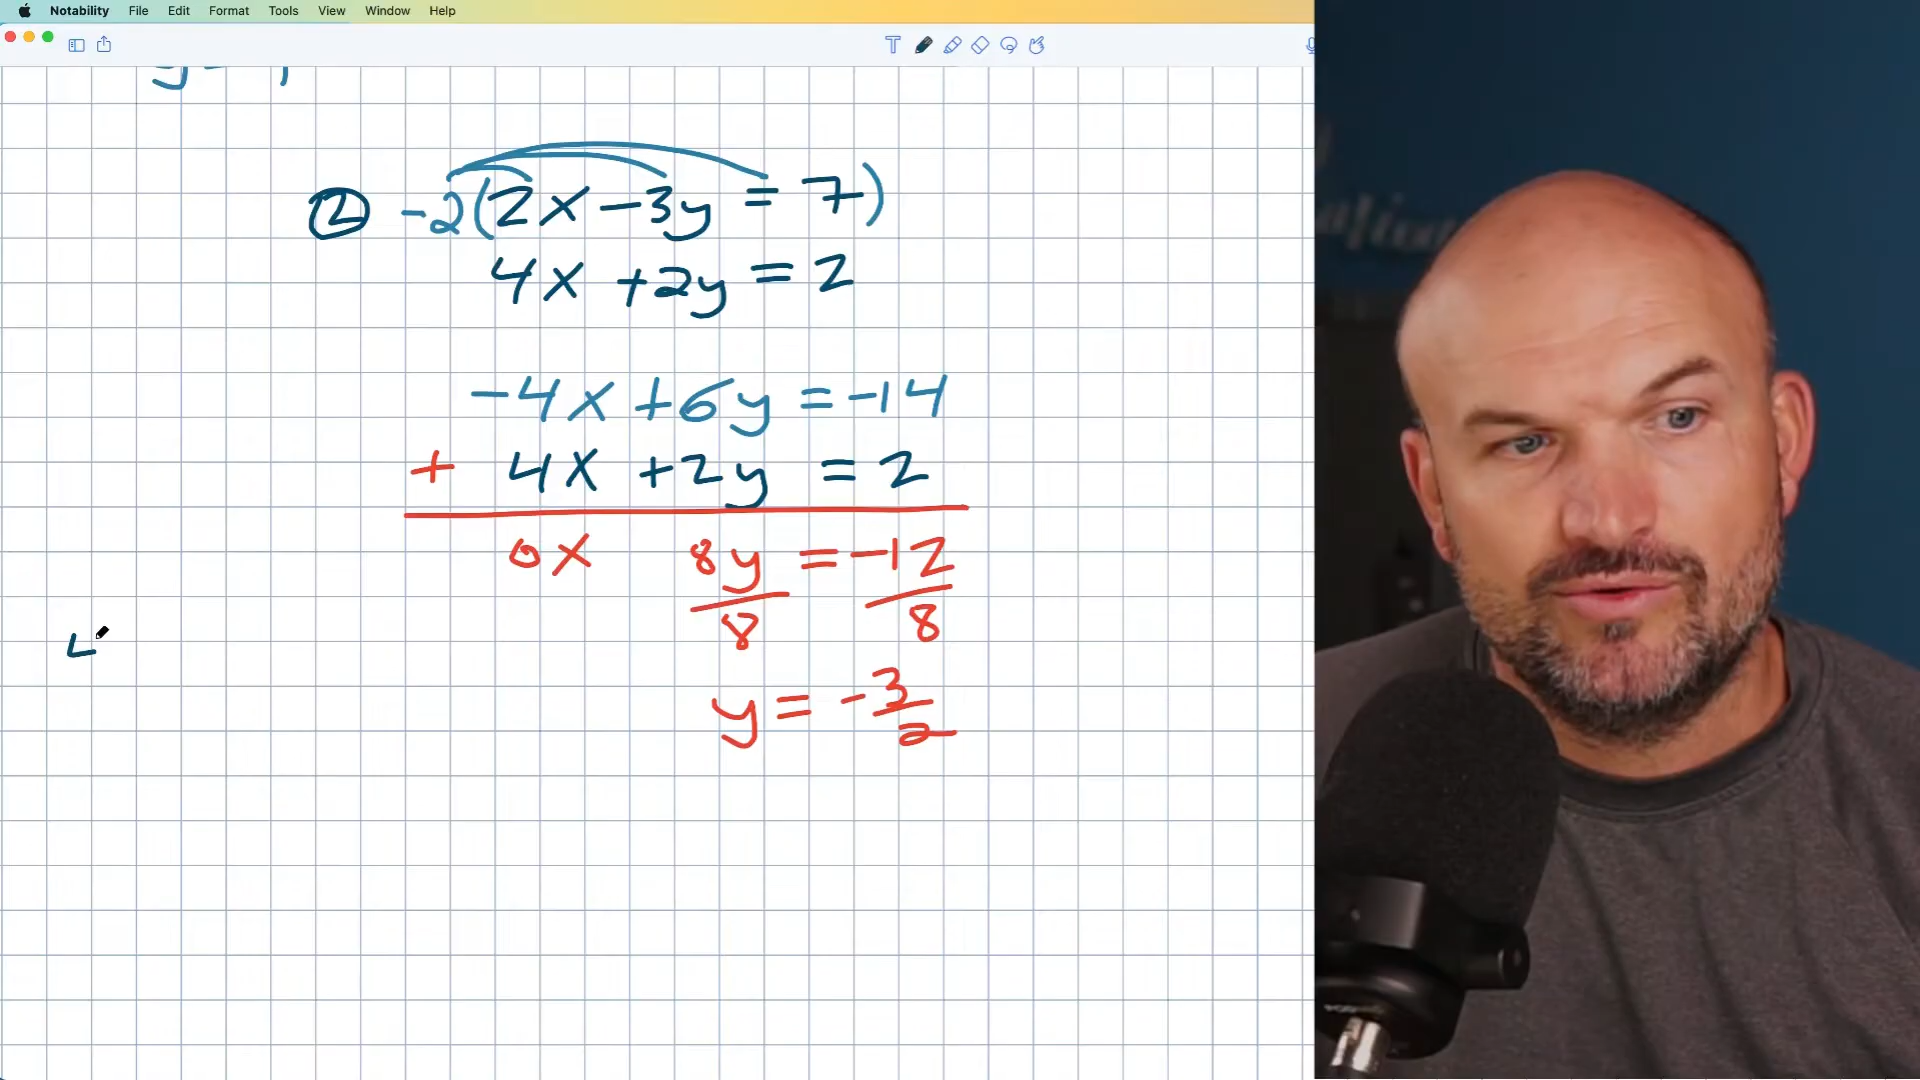 Notability File Edit Format Tools View Window Help
T
② -2(2x-3y = 7)
4x +2y = 2
-4x +6y = -14
+ 4x +2y = 2
0x 8y = -12
8 8
y = -3/2
4